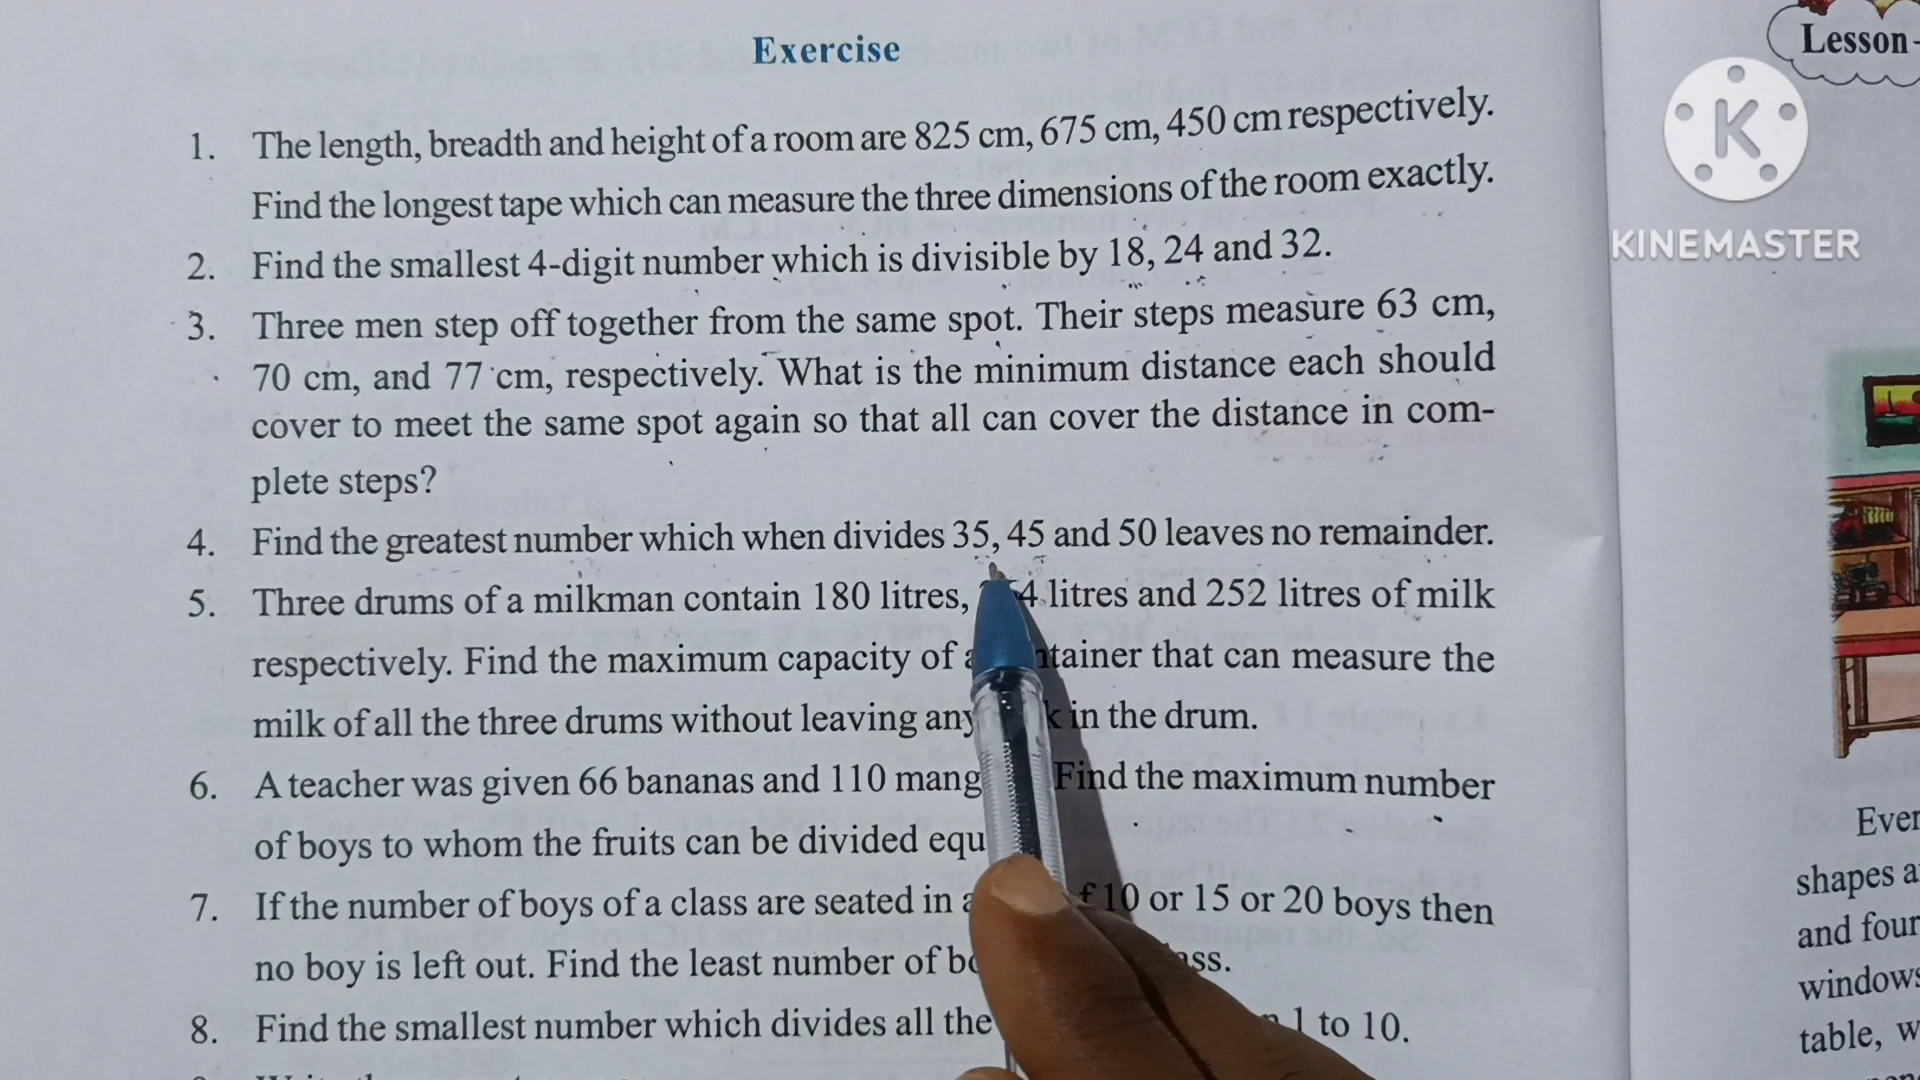 Exercise
1. The length, breadth and height of a room are 825 cm, 675 cm, 450 cm respectively.
Find the longest tape which can measure the three dimensions of the room exactly.
2. Find the smallest 4-digit number which is divisible by 18, 24 and 32.
3. Three men step off together from the same spot. Their steps measure 63 cm,
70 cm, and 77 cm, respectively. What is the minimum distance each should
cover to meet the same spot again so that all can cover the distance in com-
plete steps?
4. Find the greatest number which when divides 35, 45 and 50 leaves no remainder.
5. Three drums of a milkman contain 180 litres, litres and 252 litres of milk
respectively. Find the maximum capacity of tainer that can measure the
milk of all the three drums without leaving any k in the drum.
6. A teacher was given 66 bananas and 110 mang Find the maximum number
of boys to whom the fruits can be divided equ
7. If the number of boys of a class are seated in a f 10 or 15 or 20 boys then
no boy is left out. Find the least number of bo ass.
8. Find the smallest number which divides all the 1 to 10.
Lesson-
KINEMASTER
Ever
shapes a
and four
windows
table, w